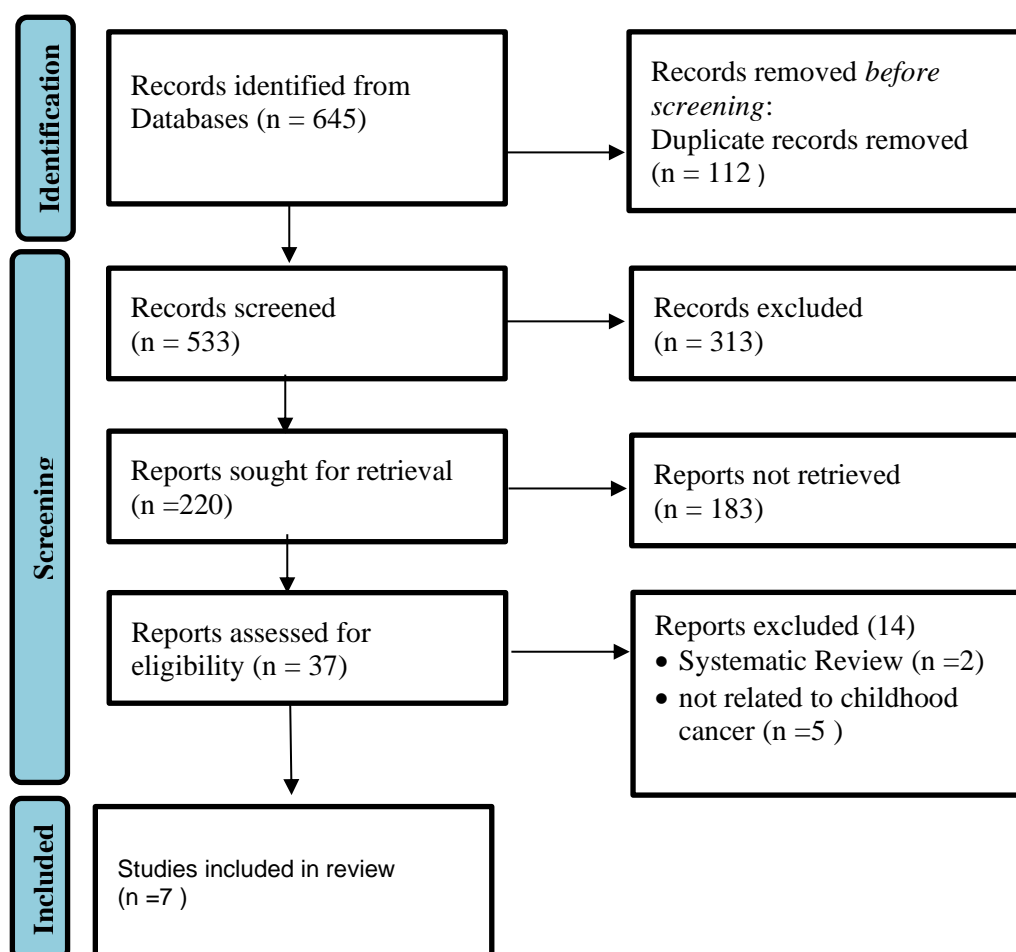 Identification
Records identified from
Databases (n = 645)
Records removed before
screening:
Duplicate records removed
(n = 112 )
Screening
Records screened
(n = 533)
Records excluded
(n = 313)
Reports sought for retrieval
(n =220)
Reports not retrieved
(n = 183)
Reports assessed for
eligibility (n = 37)
Reports excluded (14)
• Systematic Review (n =2)
• not related to childhood
cancer (n =5 )
Included
Studies included in review
(n =7 )